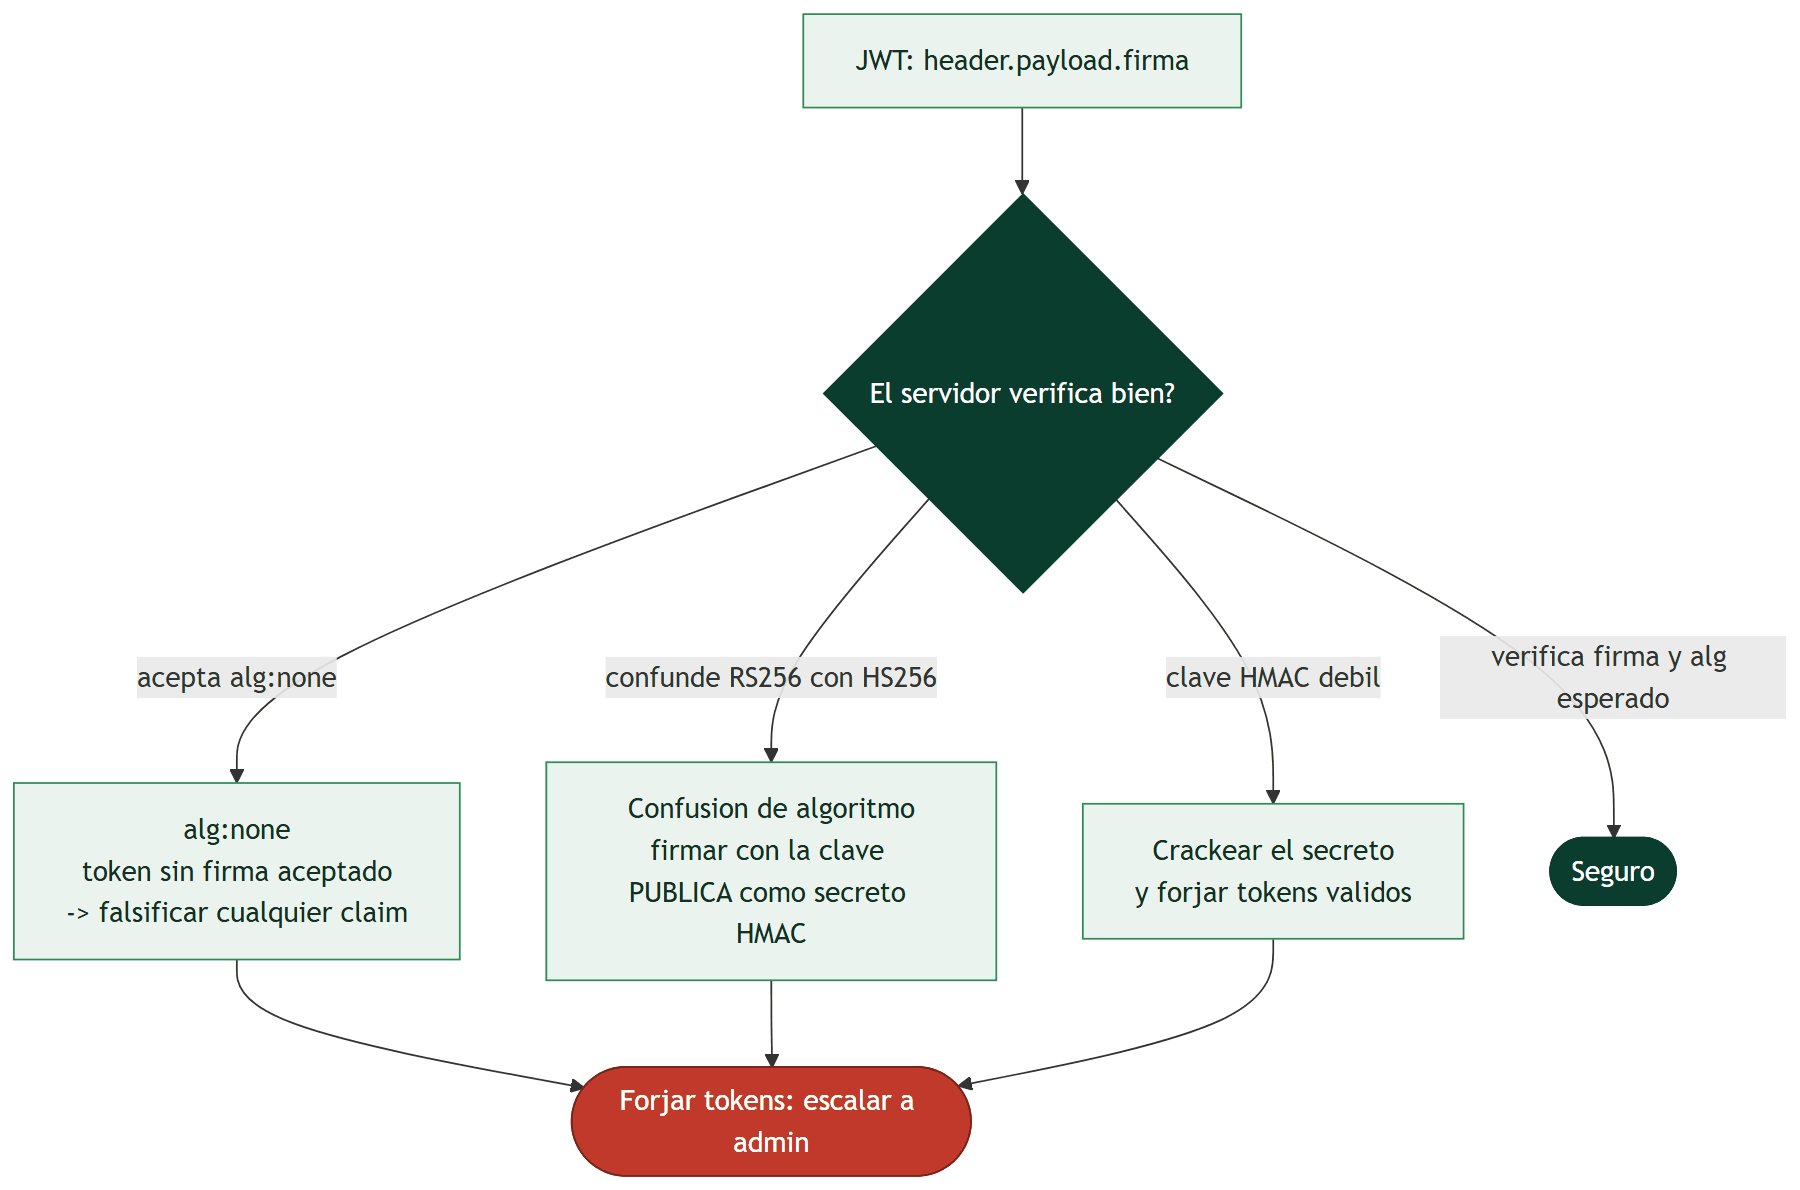 JWT: header.payload.firma
El servidor verifica bien?
acepta alg:none
confunde RS256 con HS256
clave HMAC debil
verifica firma y alg
esperado
alg:none
token sin firma aceptado
-> falsificar cualquier claim
Confusion de algoritmo
firmar con la clave
PUBLICA como secreto
HMAC
Crackear el secreto
y forjar tokens validos
Seguro
Forjar tokens: escalar a
admin